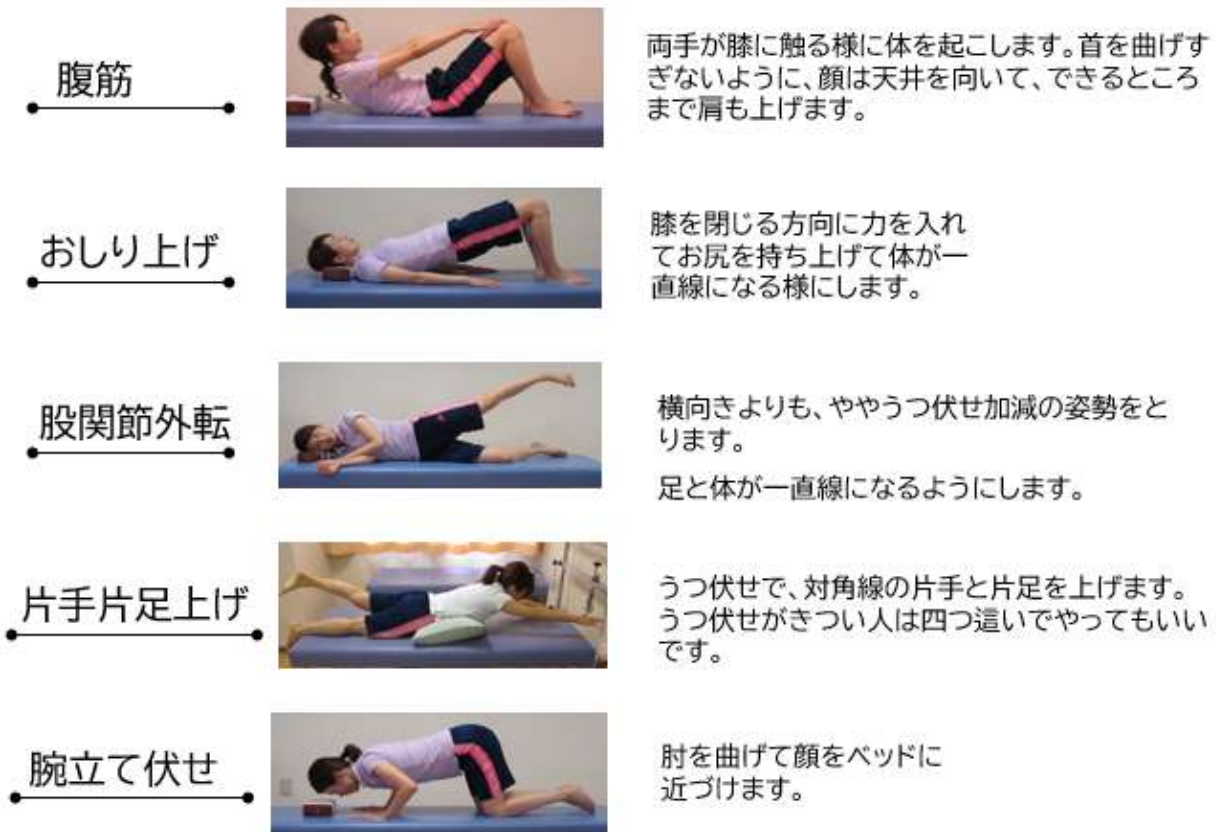 腹筋
両手が膝に触る様に体を起こします。首を曲げす
ぎないように、顔は天井を向いて、できるところ
まで肩も上げます。
おしり上げ
膝を閉じる方向に力を入れ
てお尻を持ち上げて体が一
直線になる様にします。
股関節外転
横向きよりも、ややうつ伏せ加減の姿勢をと
ります。
足と体が一直線になるようにします。
片手片足上げ
うつ伏せで、対角線の片手と片足を上げます。
うつ伏せがきつい人は四つ這いでやってもいい
です。
腕立て伏せ
肘を曲げて顔をベッドに
近づけます。